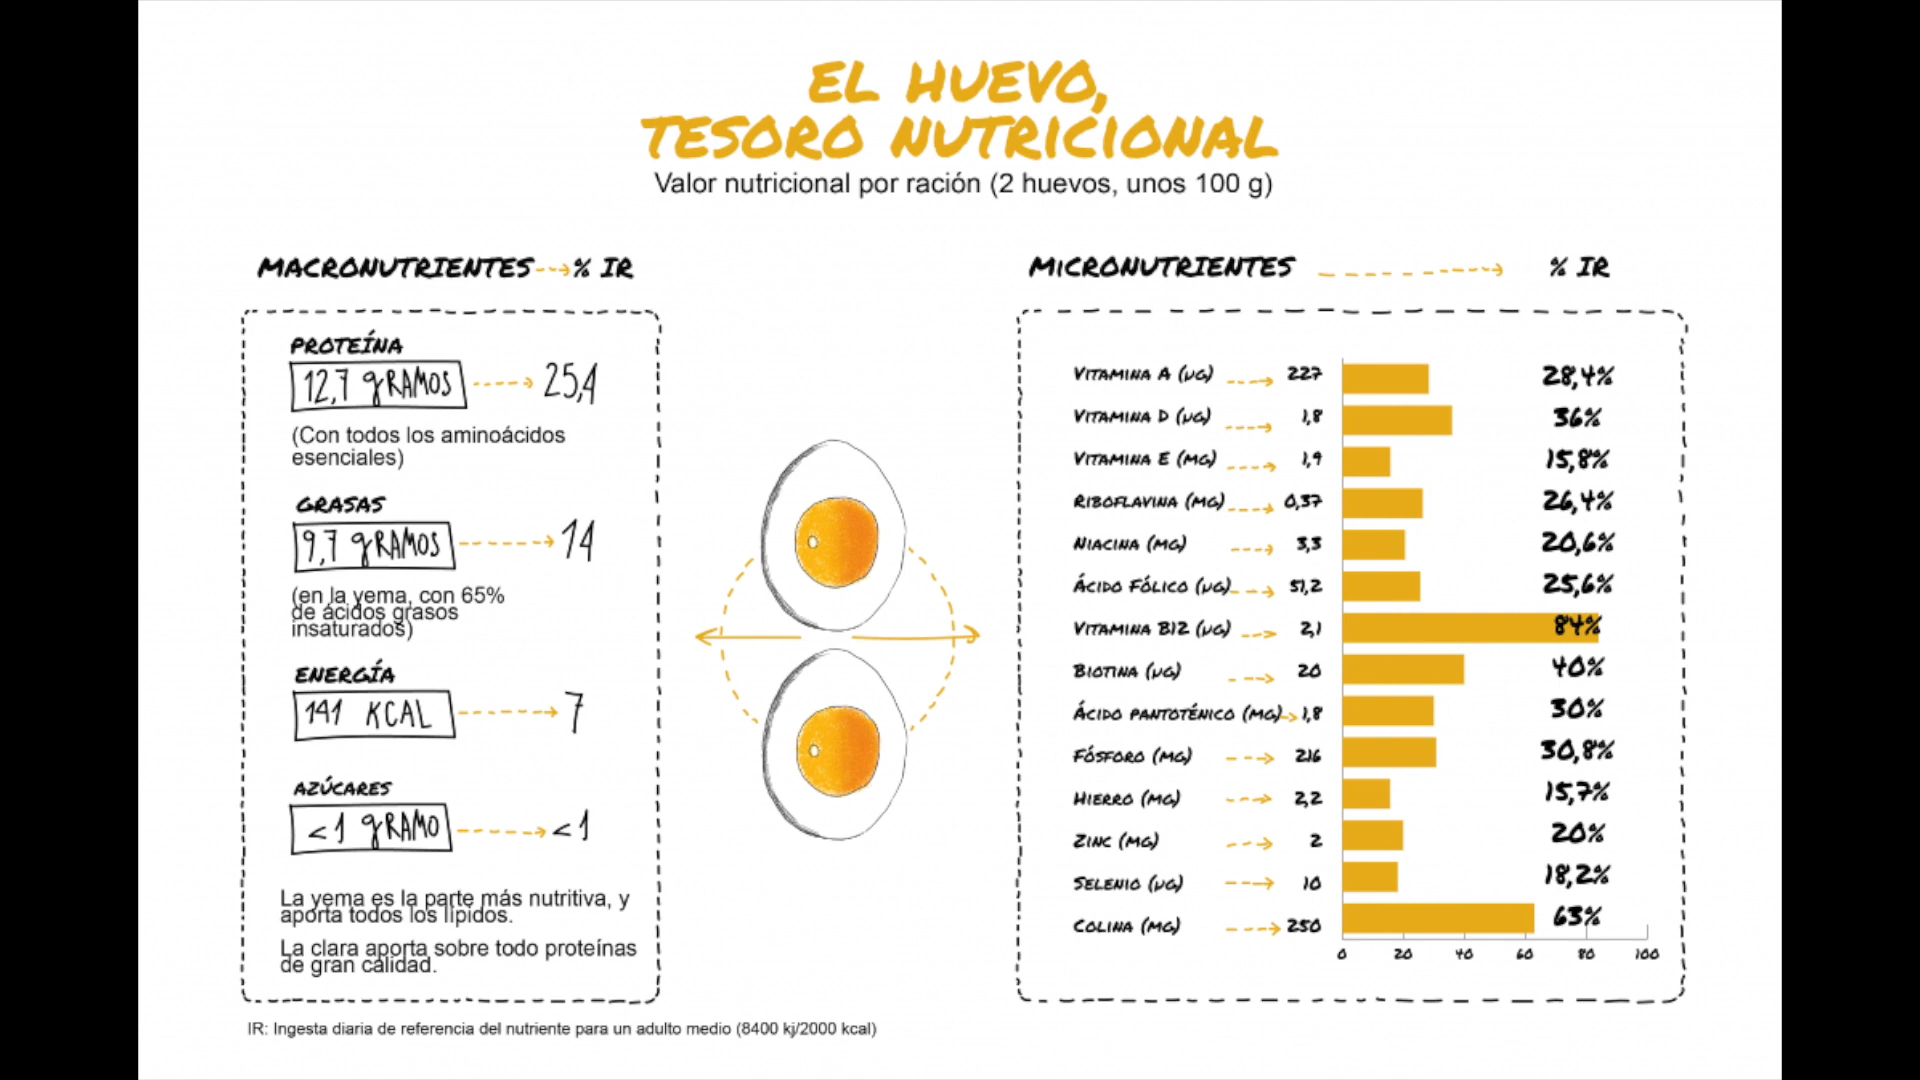 EL HUEVO,
TESORO NUTRICIONAL
Valor nutricional por ración (2 huevos, unos 100 g)
MACRONUTRIENTES % IR
PROTEÍNA
12,7 gRAMOS 25,4
(Con todos los aminoácidos
esenciales)
GRASAS
9,7 gRAMOS 14
(en la yema, con 65%
de ácidos grasos
insaturados)
ENERGÍA
141 KCAL 7
AZÚCARES
<1 gRAMO <1
La yema es la parte más nutritiva, y
aporta todos los lípidos.
La clara aporta sobre todo proteínas
de gran calidad.
MICRONUTRIENTES % IR
VITAMINA A (µG) 227 28,4%
VITAMINA D (µG) 1,8 36%
VITAMINA E (MG) 1,9 15,8%
RIBOFLAVINA (MG) 0,37 26,4%
NIACINA (MG) 3,3 20,6%
ÁCIDO FÓLICO (µG) 51,2 25,6%
VITAMINA B12 (µG) 2,1 84%
BIOTINA (µG) 20 40%
ÁCIDO PANTOTÉNICO (MG) 1,8 30%
FÓSFORO (MG) 216 30,8%
HIERRO (MG) 2,2 15,7%
ZINC (MG) 2 20%
SELENIO (µG) 10 18,2%
COLINA (MG) 250 63%
0 20 40 60 80 100
IR: Ingesta diaria de referencia del nutriente para un adulto medio (8400 kj/2000 kcal)